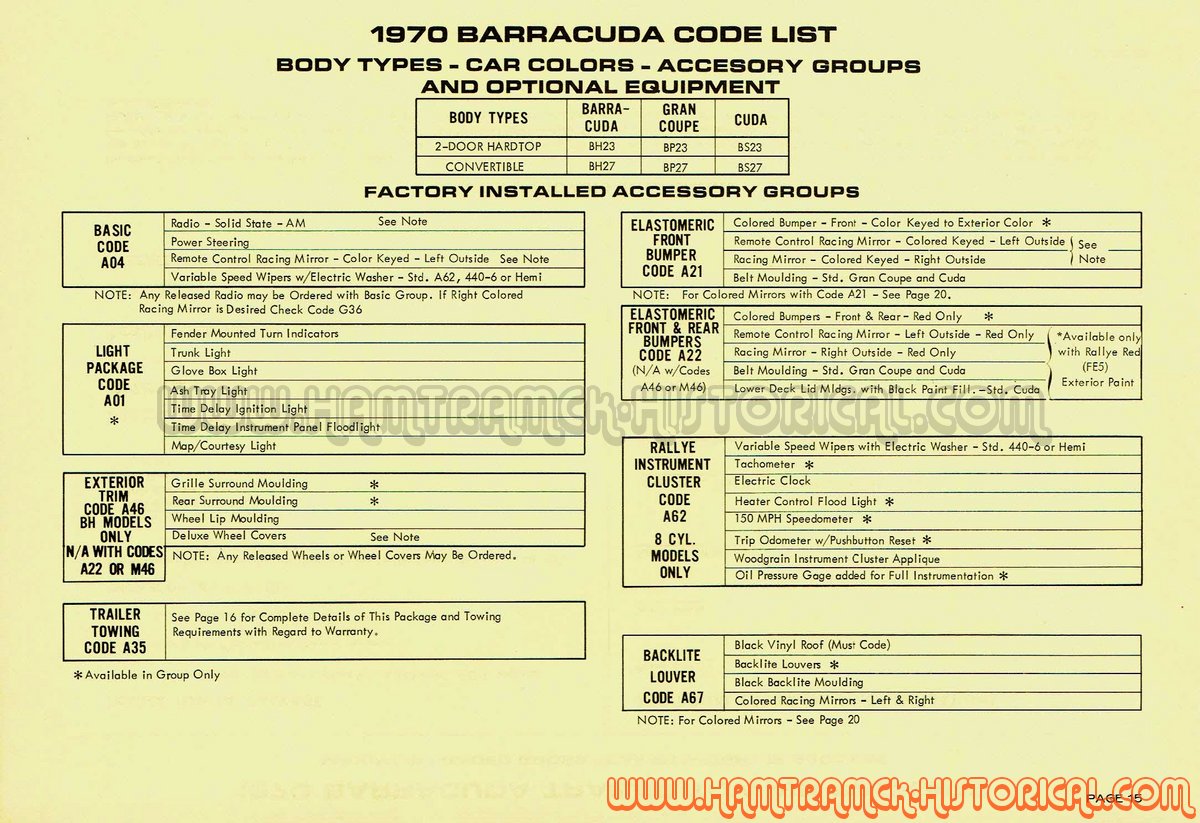 1970 BARRACUDA CODE LIST
BODY TYPES - CAR COLORS - ACCESORY GROUPS
AND OPTIONAL EQUIPMENT
BODY TYPES BARRA- GRAN CUDA
CUDA COUPE
2-DOOR HARDTOP BH23 BP23 BS23
CONVERTIBLE BH27 BP27 BS27
FACTORY INSTALLED ACCESSORY GROUPS
BASIC
CODE
A04
Radio - Solid State - AM See Note
Power Steering
Remote Control Racing Mirror - Color Keyed - Left Outside See Note
Variable Speed Wipers w/Electric Washer - Std. A62, 440-6 or Hemi
NOTE: Any Released Radio may be Ordered with Basic Group. If Right Colored
Racing Mirror is Desired Check Code G36
LIGHT
PACKAGE
CODE
A01
*
Fender Mounted Turn Indicators
Trunk Light
Glove Box Light
Ash Tray Light
Time Delay Ignition Light
Time Delay Instrument Panel Floodlight
Map/Courtesy Light
EXTERIOR
TRIM
CODE A46
BH MODELS
ONLY
N/A WITH CODES
A22 OR M46
Grille Surround Moulding *
Rear Surround Moulding *
Wheel Lip Moulding
Deluxe Wheel Covers See Note
NOTE: Any Released Wheels or Wheel Covers May Be Ordered.
TRAILER
TOWING
CODE A35
See Page 16 for Complete Details of This Package and Towing
Requirements with Regard to Warranty.
* Available in Group Only
ELASTOMERIC
FRONT
BUMPER
CODE A21
Colored Bumper - Front - Color Keyed to Exterior Color *
Remote Control Racing Mirror - Colored Keyed - Left Outside
Racing Mirror - Colored Keyed - Right Outside
See
Note
Belt Moulding - Std. Gran Coupe and Cuda
NOTE: For Colored Mirrors with Code A21 - See Page 20.
ELASTOMERIC
FRONT & REAR
BUMPERS
CODE A22
(N/A w/Codes
A46 or M46)
Colored Bumpers - Front & Rear - Red Only *
Remote Control Racing Mirror - Left Outside - Red Only
Racing Mirror - Right Outside - Red Only
Belt Moulding - Std. Gran Coupe and Cuda
Lower Deck Lid Mldgs. with Black Paint Fill. - Std. Cuda
*Available only
with Rallye Red
(FE5)
Exterior Paint
RALLYE
INSTRUMENT
CLUSTER
CODE
A62
8 CYL.
MODELS
ONLY
Variable Speed Wipers with Electric Washer - Std. 440-6 or Hemi
Tachometer *
Electric Clock
Heater Control Flood Light *
150 MPH Speedometer *
Trip Odometer w/Pushbutton Reset *
Woodgrain Instrument Cluster Applique
Oil Pressure Gage added for Full Instrumentation *
BACKLITE
LOUVER
CODE A67
Black Vinyl Roof (Must Code)
Backlite Louvers *
Black Backlite Moulding
Colored Racing Mirrors - Left & Right
NOTE: For Colored Mirrors - See Page 20
www.Hamtramck-Historical.com
www.Hamtramck-Historical.com
PAGE 15